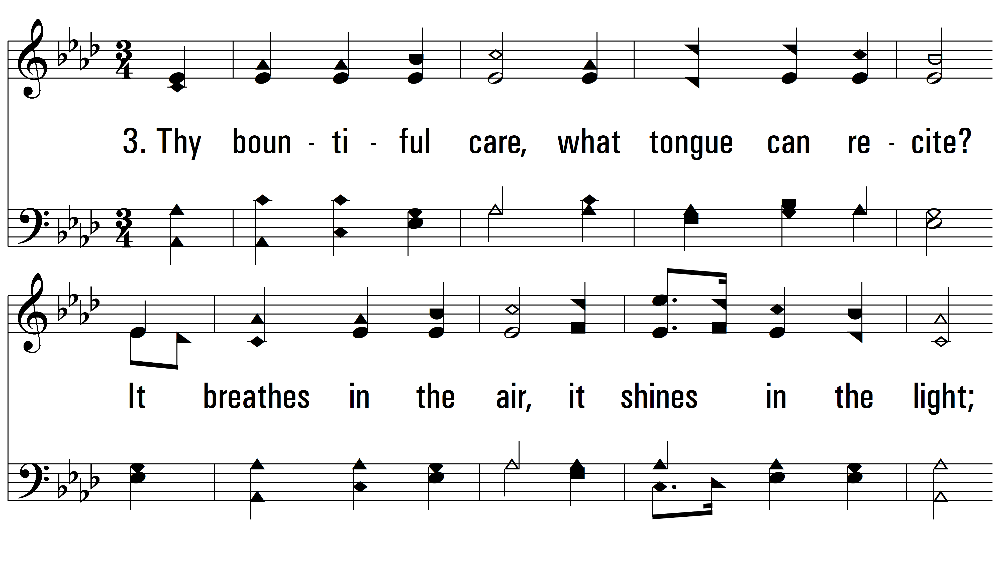 3. Thy boun - ti - ful care, what tongue can re - cite?
It breathes in the air, it shines in the light;